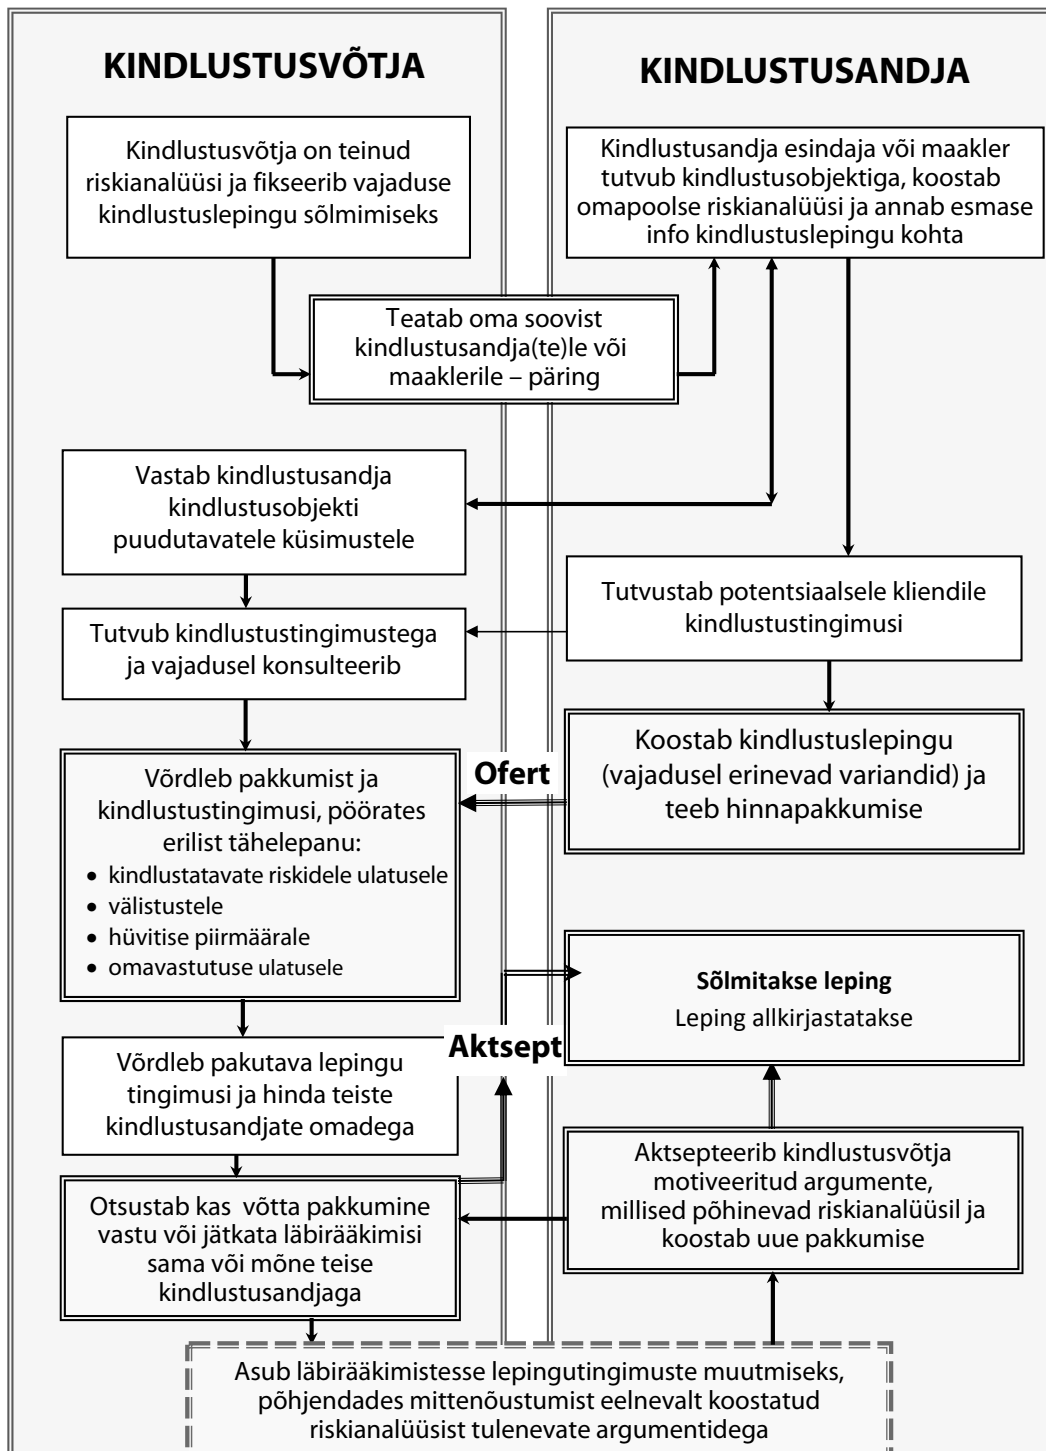 KINDLUSTUSVÕTJA
KINDLUSTUSANDJA
Kindlustusvõtja on teinud
riskianalüüsi ja fikseerib vajaduse
kindlustuslepingu sõlmimiseks
Kindlustusandja esindaja või maakler
tutvub kindlustusobjektiga, koostab
omapoolse riskianalüüsi ja annab esmase
info kindlustuslepingu kohta
Teatab oma soovist
kindlustusandja(te)le või
maaklerile – päring
Vastab kindlustusandja
kindlustusobjekti
puudutavatele küsimustele
Tutvustab potentsiaalsele kliendile
kindlustustingimusi
Tutvub kindlustustingimustega
ja vajadusel konsulteerib
Koostab kindlustuslepingu
(vajadusel erinevad variandid) ja
teeb hinnapakkumise
Ofert
Võrdleb pakkumist ja
kindlustustingimusi, pöörates
erilist tähelepanu:
• kindlustatavate riskidele ulatusele
• välistustele
• hüvitise piirmäärale
• omavastutuse ulatusele
Sõlmitakse leping
Leping allkirjastatakse
Aktsept
Võrdleb pakutava lepingu
tingimusi ja hinda teiste
kindlustusandjate omadega
Aktsepteerib kindlustusvõtja
motiveeritud argumente,
millised põhinevad riskianalüüsil ja
koostab uue pakkumise
Otsustab kas võtta pakkumine
vastu või jätkata läbirääkimisi
sama või mõne teise
kindlustusandjaga
Asub läbirääkimistesse lepingutingimuste muutmiseks,
põhjendades mittenõustumist eelnevalt koostatud
riskianalüüsist tulenevate argumentidega